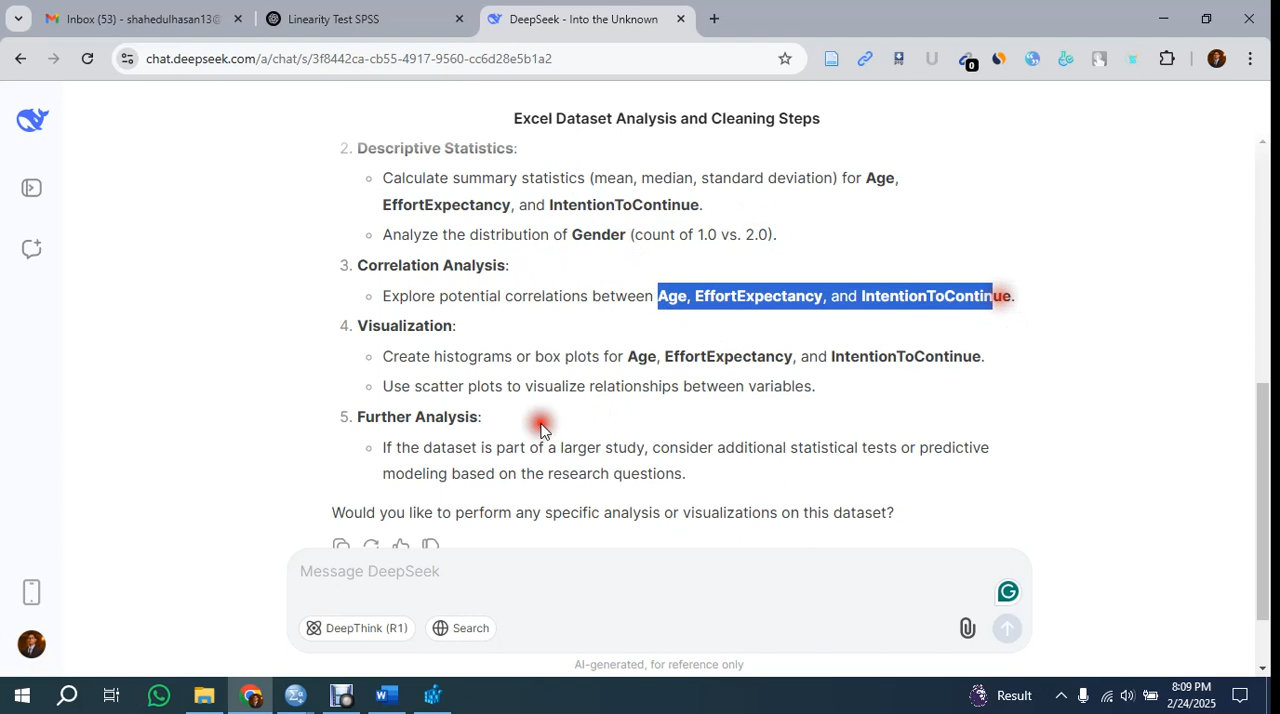 Inbox (53) - shahedulhasan13@
Linearity Test SPSS
DeepSeek - Into the Unknown
chat.deepseek.com/a/chat/s/3f9442ca-cb55-4917-9560-cc6d28e5b1a2
0
Excel Dataset Analysis and Cleaning Steps
2. Descriptive Statistics:
Calculate summary statistics (mean, median, standard deviation) for Age,
EffortExpectancy, and IntentionToContinue.
Analyze the distribution of Gender (count of 1.0 vs. 2.0).
3. Correlation Analysis:
Explore potential correlations between Age, EffortExpectancy, and IntentionToContinue.
4. Visualization:
Create histograms or box plots for Age, EffortExpectancy, and IntentionToContinue.
Use scatter plots to visualize relationships between variables.
5. Further Analysis:
If the dataset is part of a larger study, consider additional statistical tests or predictive
modeling based on the research questions.
Would you like to perform any specific analysis or visualizations on this dataset?
Message DeepSeek
DeepThink (R1)
Search
AI-generated, for reference only
Result
8:09 PM
2/24/2025